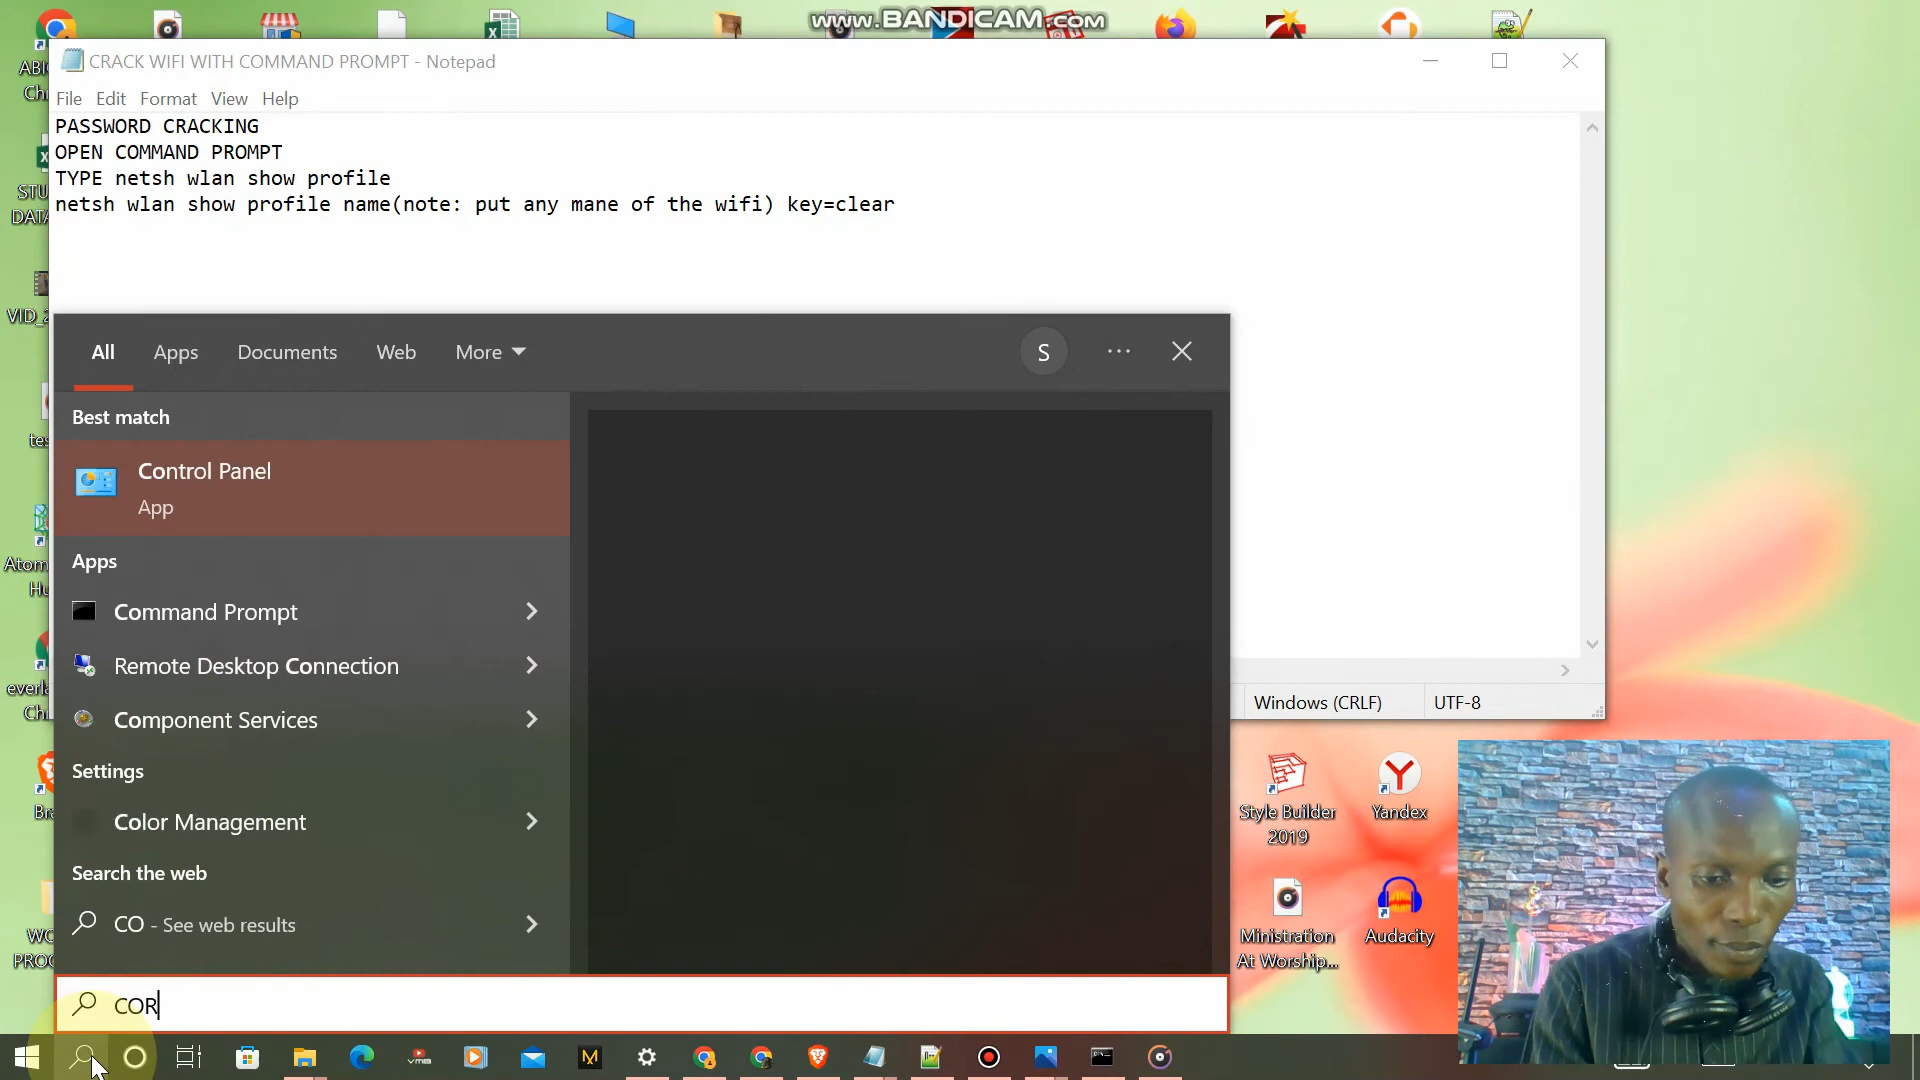 www.BANDICAM.com
CRACK WIFI WITH COMMAND PROMPT - Notepad
File Edit Format View Help
PASSWORD CRACKING
OPEN COMMAND PROMPT
TYPE netsh wlan show profile
netsh wlan show profile name(note: put any mane of the wifi) key=clear
All Apps Documents Web More
S
Best match
Control Panel
App
Apps
Command Prompt
Remote Desktop Connection
Component Services
Settings
Color Management
Search the web
CO - See web results
COR
Windows (CRLF) UTF-8
Style Builder
2019
Yandex
Ministration
At Worship...
Audacity